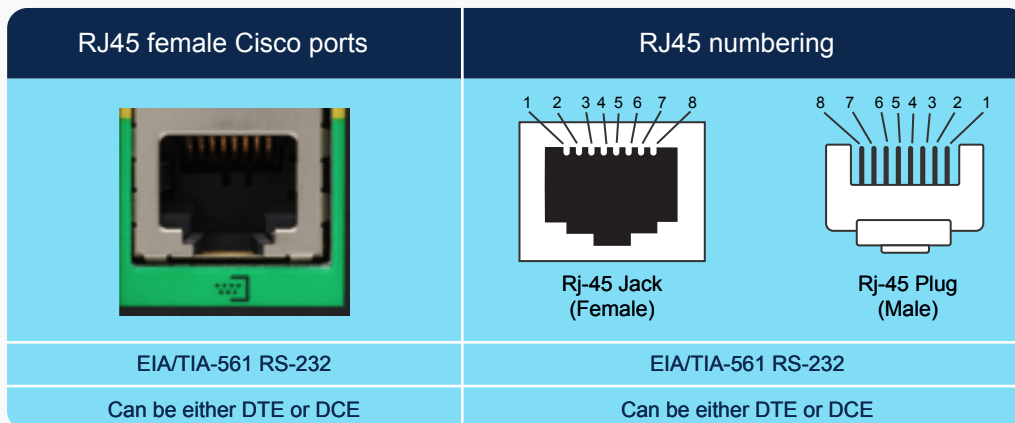 RJ45 female Cisco ports
RJ45 numbering
1 2 3 4 5 6 7 8
8 7 6 5 4 3 2 1
Rj-45 Jack
(Female)
Rj-45 Plug
(Male)
EIA/TIA-561 RS-232
EIA/TIA-561 RS-232
Can be either DTE or DCE
Can be either DTE or DCE